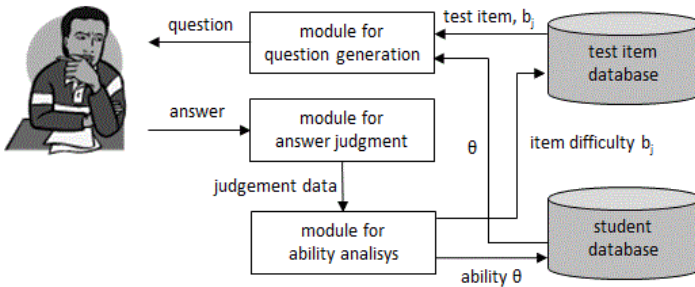 question
module for
question generation
test item, bj
test item
database
answer
module for
answer judgment
θ
item difficulty bj
judgement data
module for
ability analisys
student
database
ability θ